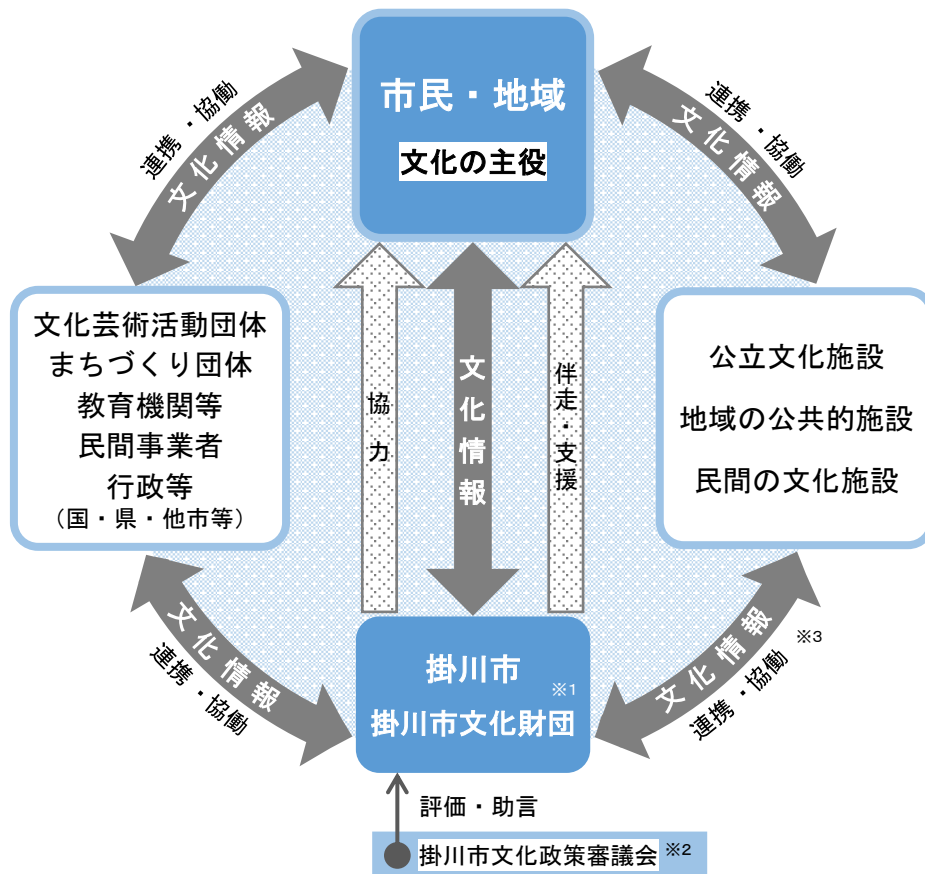 市民・地域
文化の主役
連携・協働
文化情報
連携・協働
文化情報
文化芸術活動団体
まちづくり団体
教育機関等
民間事業者
行政等
（国・県・他市等）
協力
文化情報
伴走・支援
公立文化施設
地域の公共的施設
民間の文化施設
文化情報
連携・協働
文化情報
連携・協働 ※3
掛川市
掛川市文化財団 ※1
評価・助言
掛川市文化政策審議会 ※2